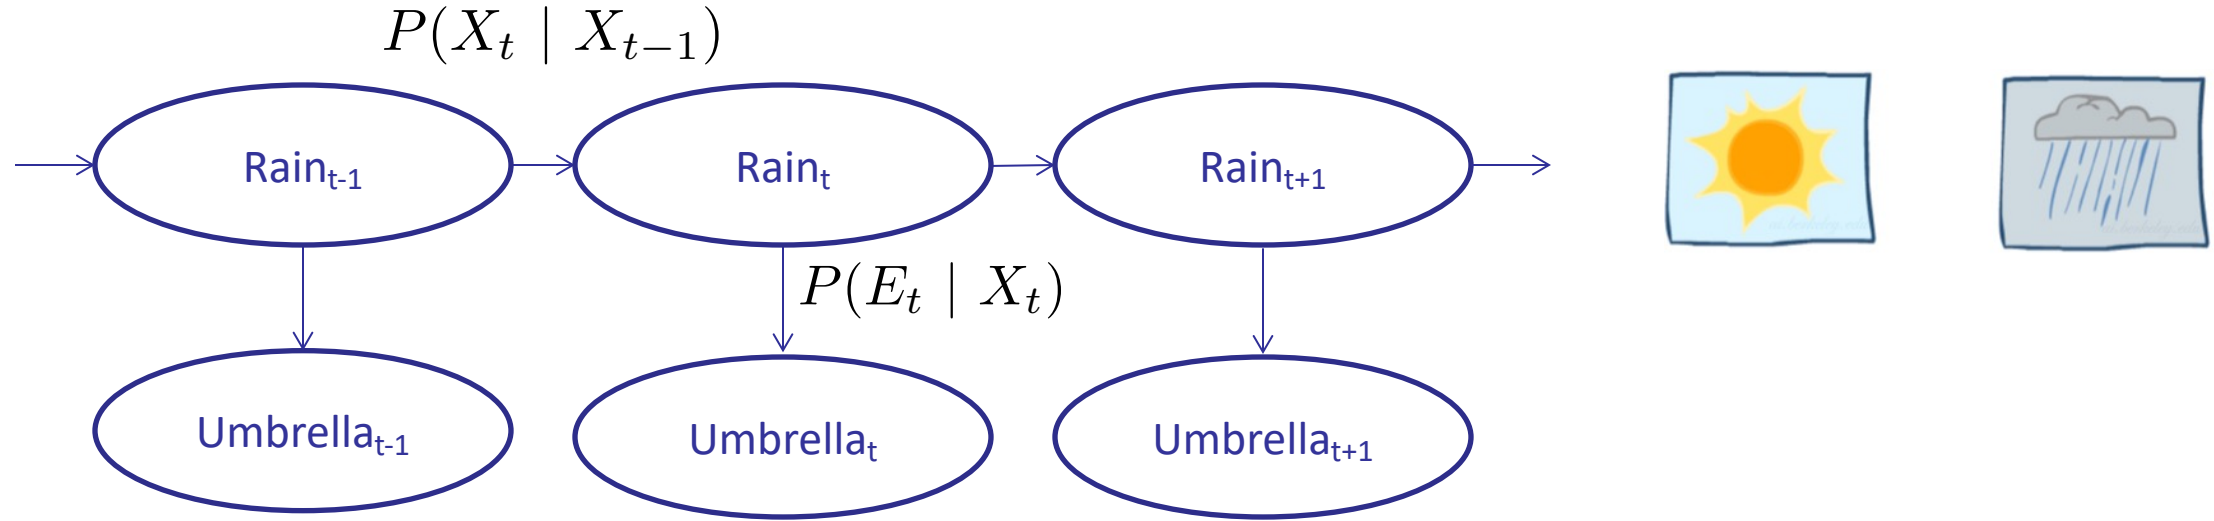 P(X_t | X_{t-1})
Rain_{t-1}
Rain_t
Rain_{t+1}
P(E_t | X_t)
Umbrella_{t-1}
Umbrella_t
Umbrella_{t+1}